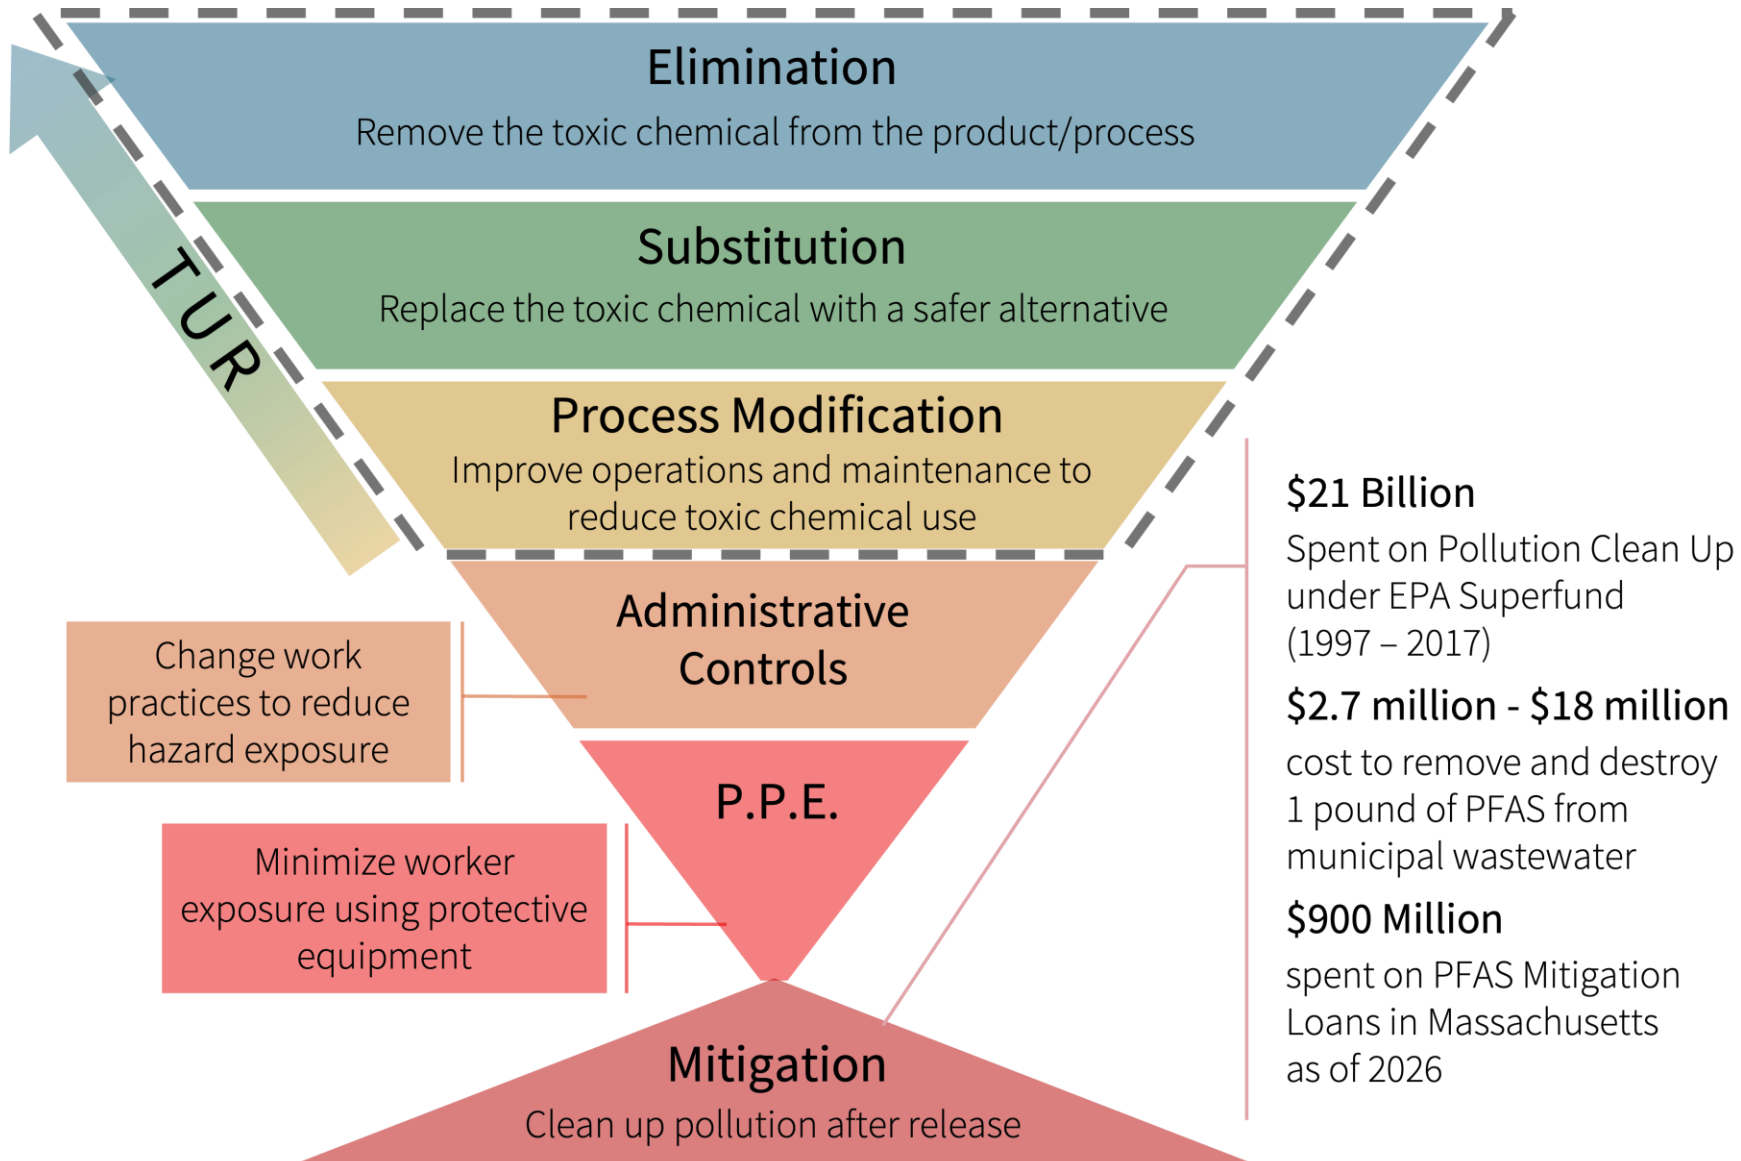 Elimination
Remove the toxic chemical from the product/process
Substitution
Replace the toxic chemical with a safer alternative
TUR
Process Modification
Improve operations and maintenance to
reduce toxic chemical use
Administrative
Controls
Change work
practices to reduce
hazard exposure
P.P.E.
Minimize worker
exposure using protective
equipment
Mitigation
Clean up pollution after release
$21 Billion
Spent on Pollution Clean Up
under EPA Superfund
(1997 – 2017)
$2.7 million - $18 million
cost to remove and destroy
1 pound of PFAS from
municipal wastewater
$900 Million
spent on PFAS Mitigation
Loans in Massachusetts
as of 2026